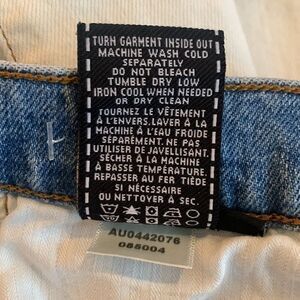 TURN GARMENT INSIDE OUT
MACHINE WASH COLD
SEPARATELY
DO NOT BLEACH
TUMBLE DRY LOW
IRON COOL WHEN NEEDED
OR DRY CLEAN
TOURNEZ LE VÊTEMENT
À L'ENVERS.LAVER À LA
MACHINE À L'EAU FROIDE
SÉPARÉMENT. NE PAS
UTILISER DE JAVELLISANT.
SÉCHER À LA MACHINE
À BASSE TEMPÉRATURE.
REPASSER AU FER TIÈDE
SI NÉCESSAIRE
OU NETTOYER À SEC.
AU0442076
085004